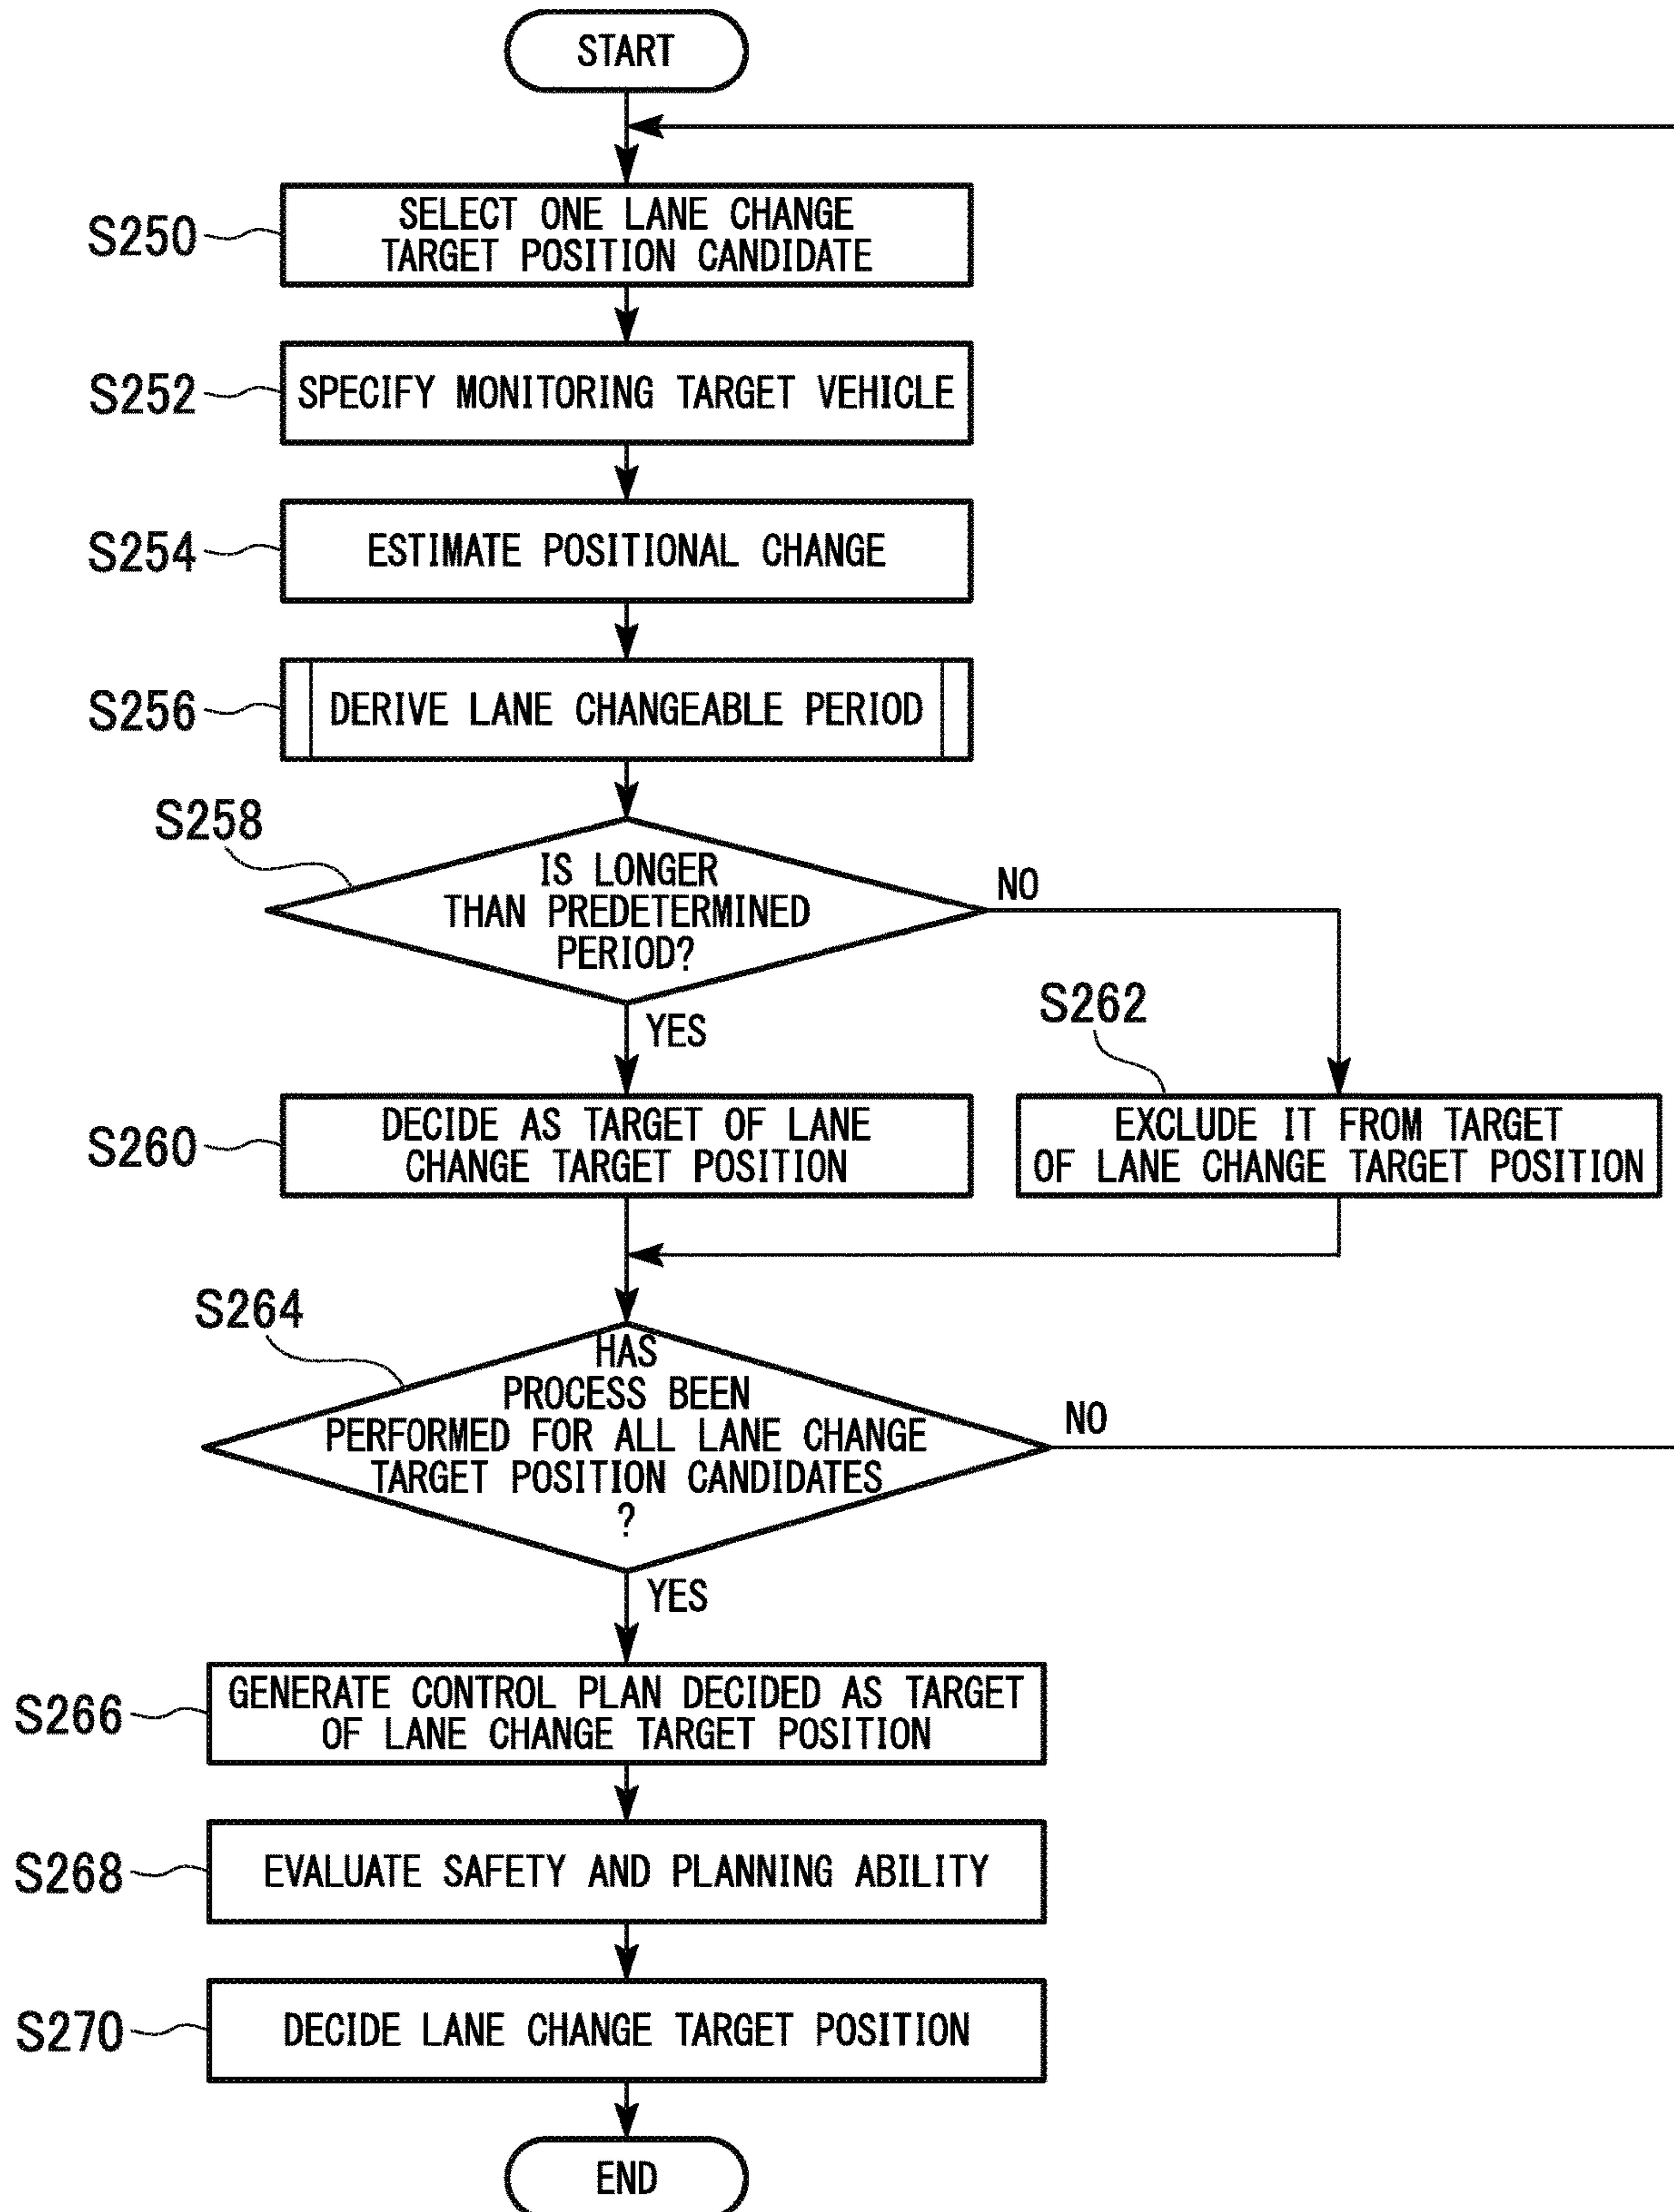 START
S250
SELECT ONE LANE CHANGE
TARGET POSITION CANDIDATE
S252
SPECIFY MONITORING TARGET VEHICLE
S254
ESTIMATE POSITIONAL CHANGE
S256
DERIVE LANE CHANGEABLE PERIOD
S258
IS LONGER
THAN PREDETERMINED
PERIOD?
NO
YES
S260
DECIDE AS TARGET OF LANE
CHANGE TARGET POSITION
S262
EXCLUDE IT FROM TARGET
OF LANE CHANGE TARGET POSITION
S264
HAS
PROCESS BEEN
PERFORMED FOR ALL LANE CHANGE
TARGET POSITION CANDIDATES
?
NO
YES
S266
GENERATE CONTROL PLAN DECIDED AS TARGET
OF LANE CHANGE TARGET POSITION
S268
EVALUATE SAFETY AND PLANNING ABILITY
S270
DECIDE LANE CHANGE TARGET POSITION
END